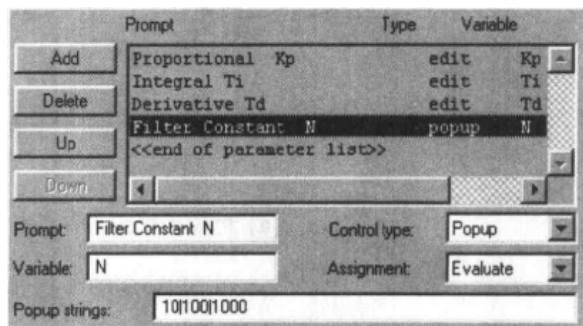 Prompt Type Variable
Add
Delete
Up
Down
Proportional Kp edit Kp
Integral Ti edit Ti
Derivative Td edit Td
Filter Constant N popup N
<<end of parameter list>>
Prompt: Filter Constant N Control type: Popup
Variable: N Assignment: Evaluate
Popup strings: 10|100|1000